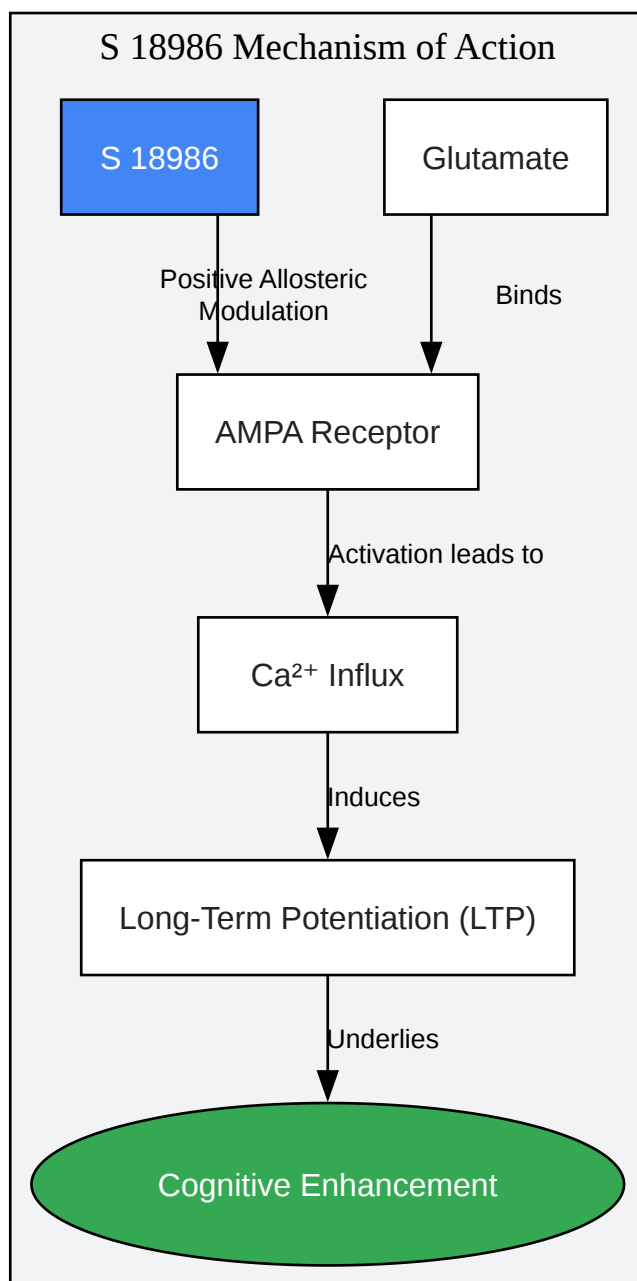 S 18986 Mechanism of Action
S 18986
Glutamate
Positive Allosteric
Modulation
Binds
AMPA Receptor
Activation leads to
Ca²⁺ Influx
Induces
Long-Term Potentiation (LTP)
Underlies
Cognitive Enhancement